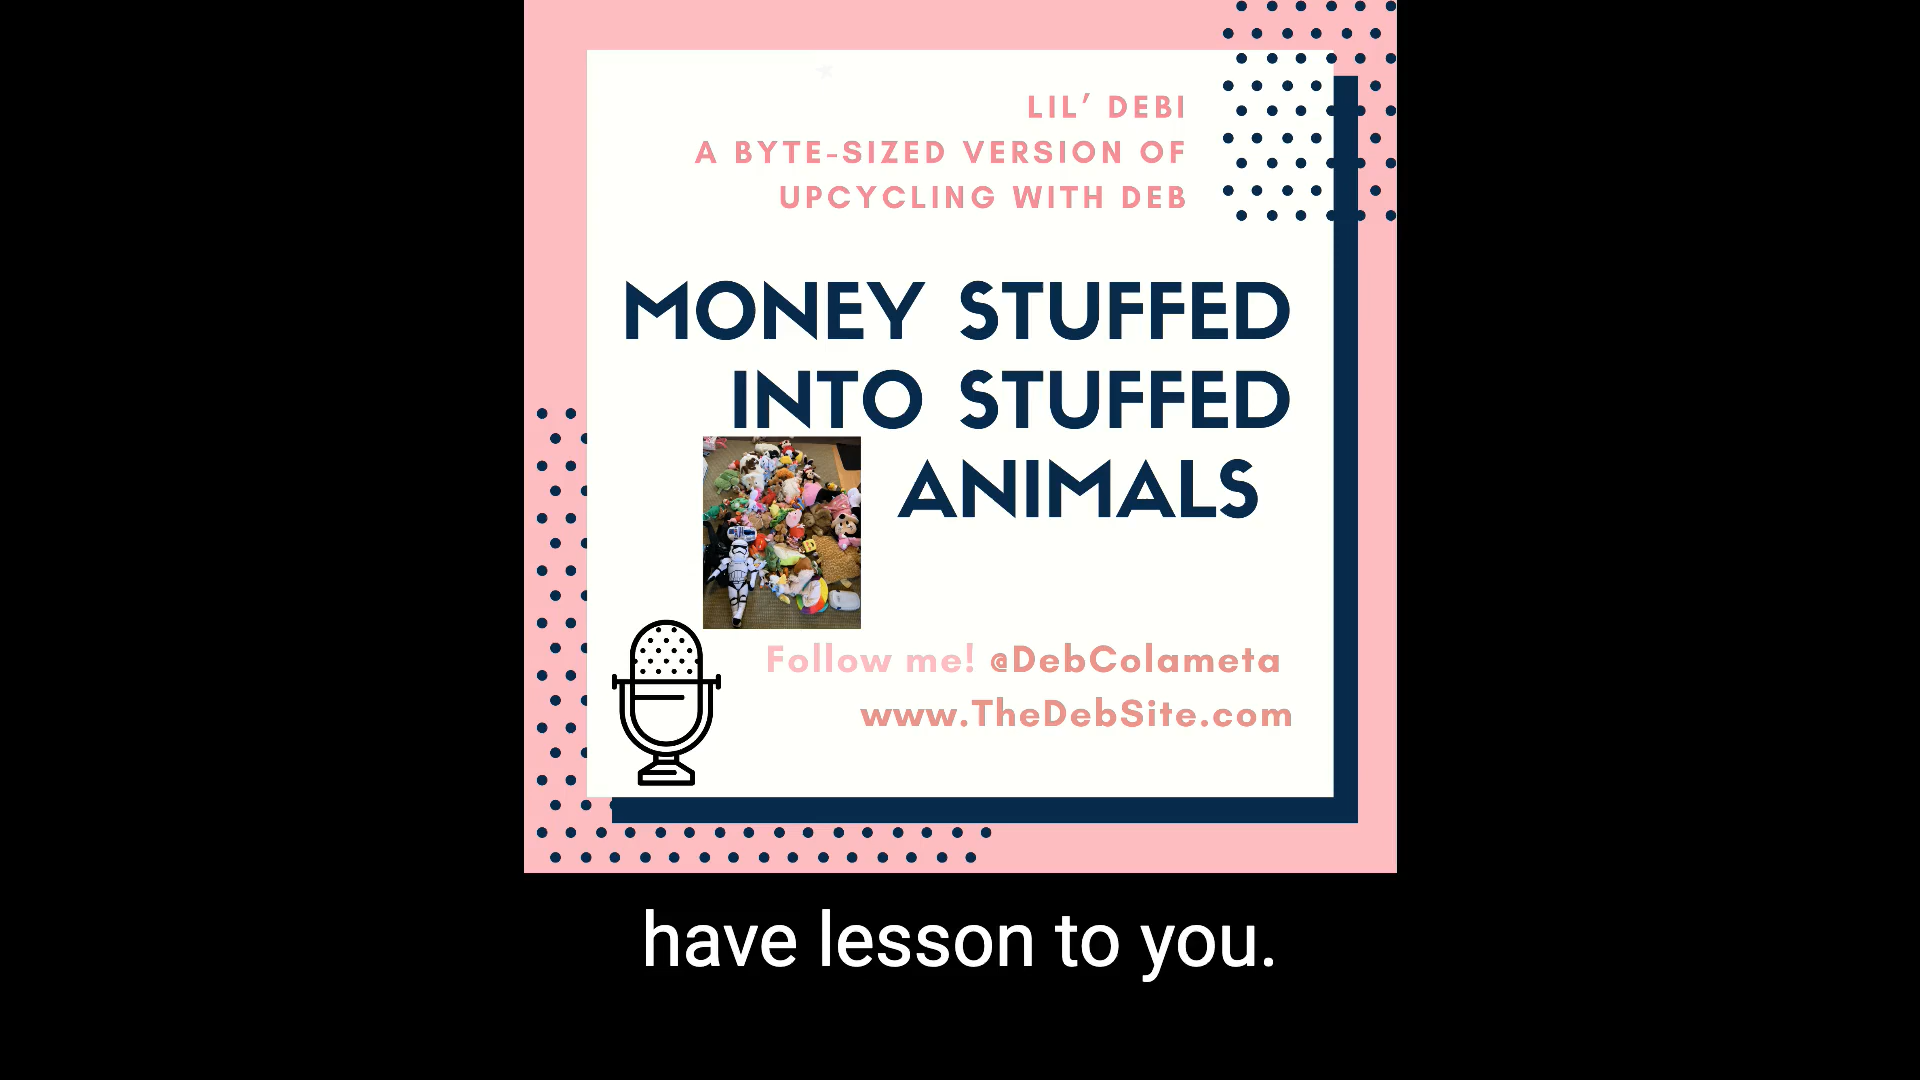 LIL’ DEBI
A BYTE-SIZED VERSION OF
UPCYCLING WITH DEB
MONEY STUFFED
INTO STUFFED
ANIMALS
Follow me! @DebColameta
www.TheDebSite.com
have lesson to you.